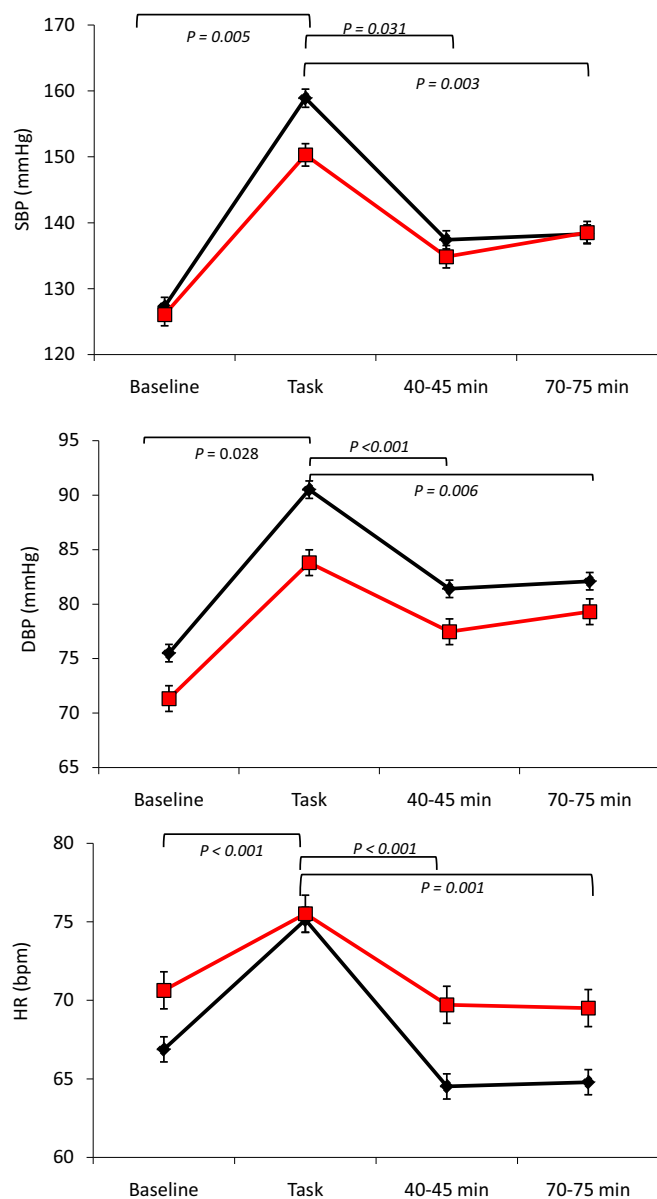 170
P = 0.005
P = 0.031
160
P = 0.003
150
SBP (mmHg)
140
130
120
Baseline Task 40-45 min 70-75 min
95
P = 0.028
P <0.001
90
P = 0.006
85
DBP (mmHg)
80
75
70
65
Baseline Task 40-45 min 70-75 min
80
P < 0.001
P < 0.001
P = 0.001
75
HR (bpm)
70
65
60
Baseline Task 40-45 min 70-75 min